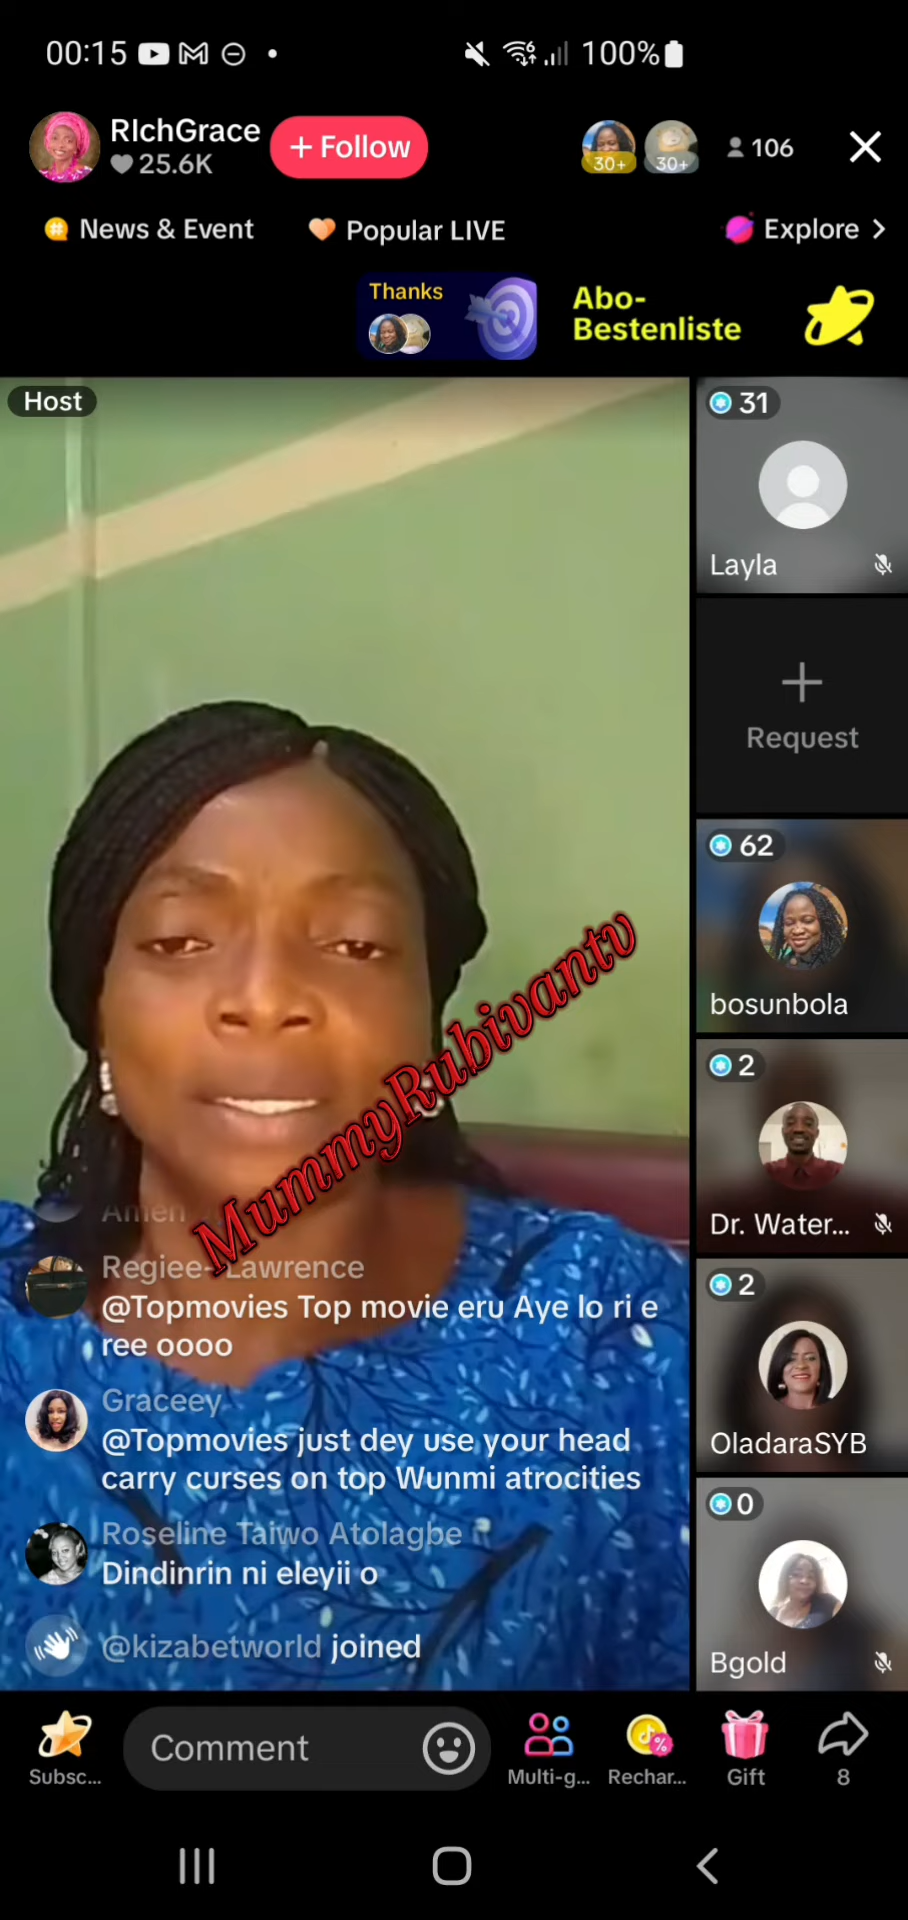 00:15
100%
RIchGrace
25.6K
+ Follow
30+
30+
106
News & Event
Popular LIVE
Explore
Thanks
Abo-
Bestenliste
Host
31
Layla
Request
62
bosunbola
2
Dr. Water...
2
OladaraSYB
0
Bgold
MummyRubivantv
Amen
Regiee-Lawrence
@Topmovies Top movie eru Aye lo ri e
ree oooo
Graceey
@Topmovies just dey use your head
carry curses on top Wunmi atrocities
Roseline Taiwo Atolagbe
Dindinrin ni eleyii o
@kizabetworld joined
Subsc...
Comment
Multi-g...
Rechar...
Gift
8